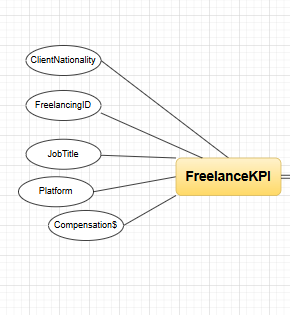 ClientNationality
FreelancingID
JobTitle
FreelanceKPI
Platform
Compensation$